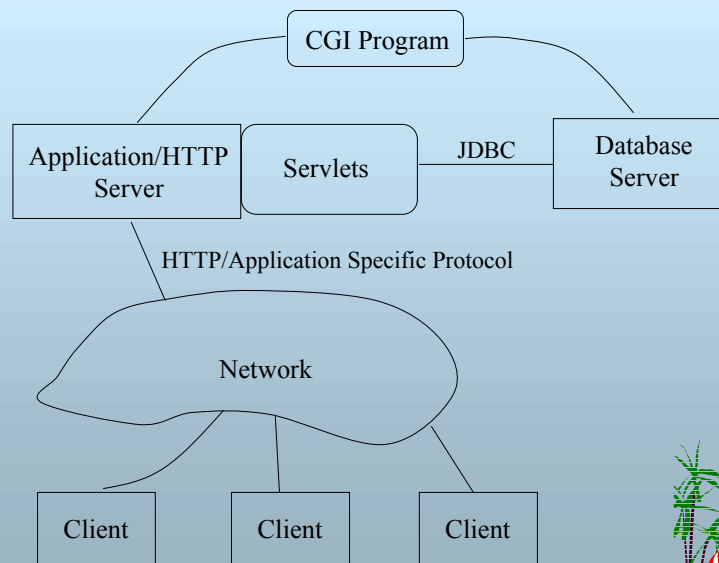 CGI Program
Application/HTTP
Server
Servlets
JDBC
Database
Server
HTTP/Application Specific Protocol
Network
Client
Client
Client